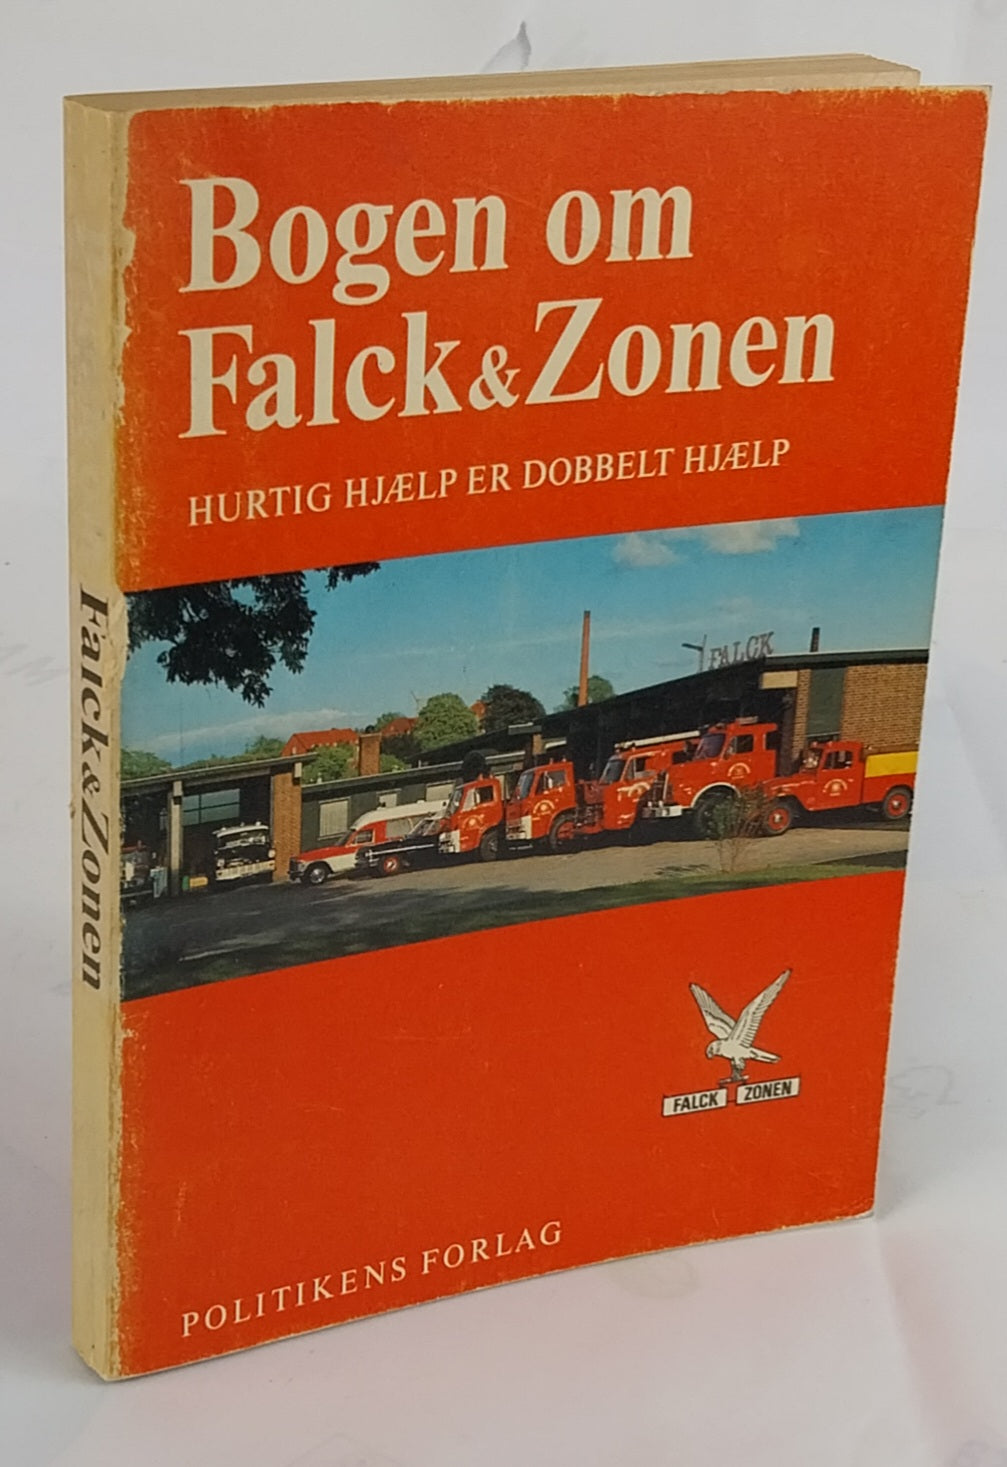 Bogen om
Falck & Zonen
HURTIG HJÆLP ER DOBBELT HJÆLP
FALCK
FALCK ZONEN
POLITIKENS FORLAG
Falck & Zonen